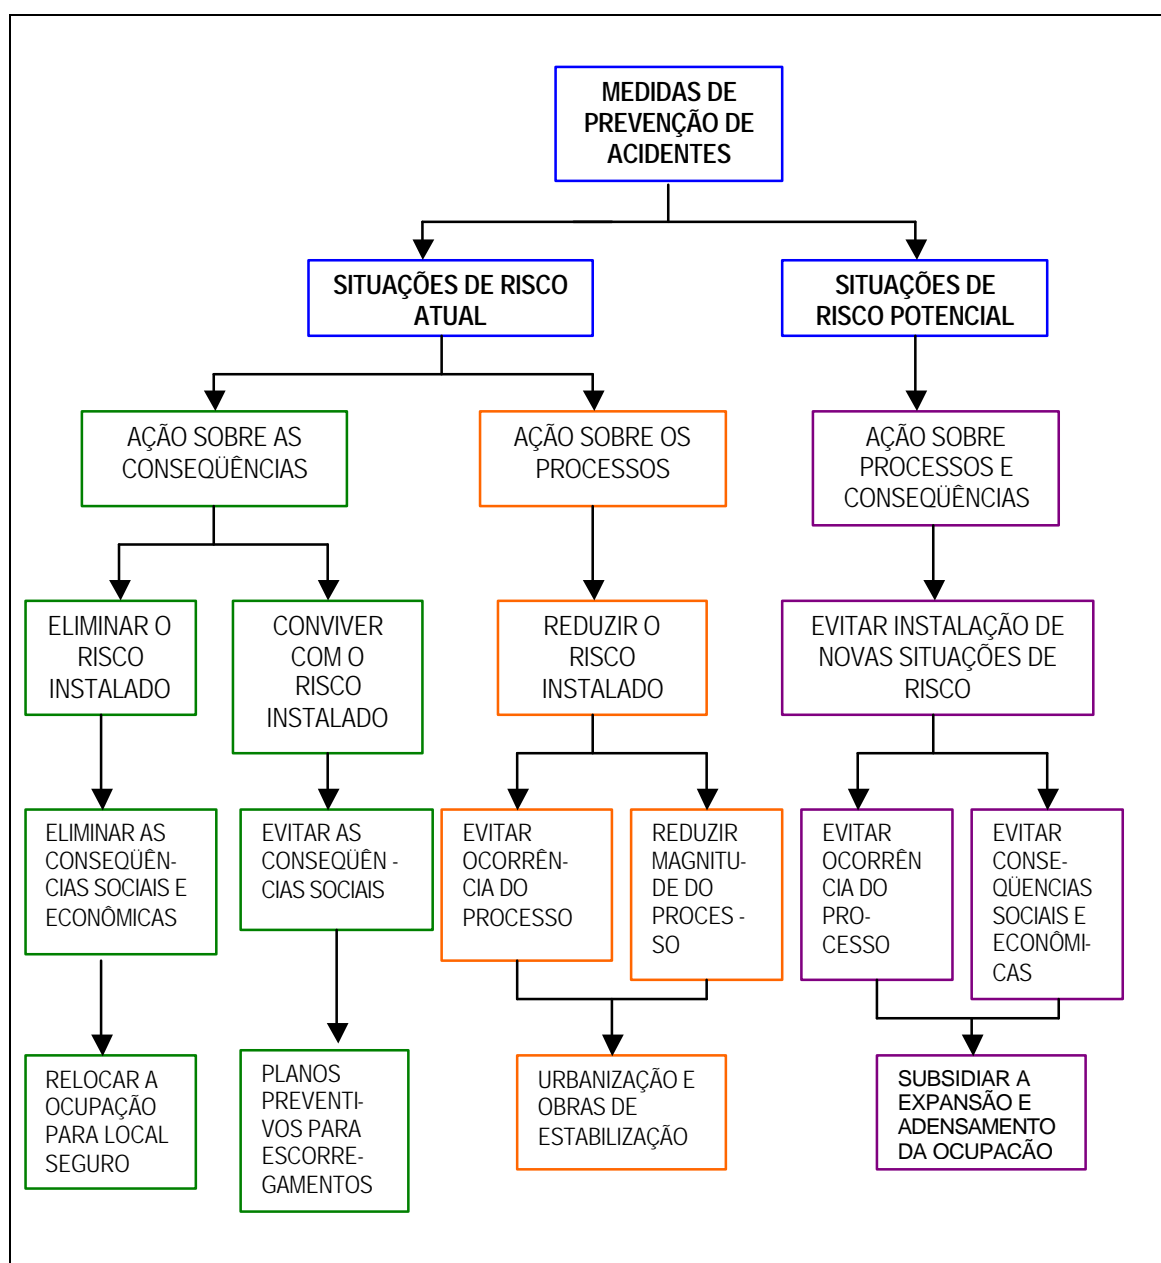 MEDIDAS DE
PREVENÇÃO DE
ACIDENTES
SITUAÇÕES DE RISCO
ATUAL
SITUAÇÕES DE
RISCO POTENCIAL
AÇÃO SOBRE AS
CONSEQÜÊNCIAS
AÇÃO SOBRE OS
PROCESSOS
AÇÃO SOBRE
PROCESSOS E
CONSEQÜÊNCIAS
ELIMINAR O
RISCO
INSTALADO
CONVIVER
COM O
RISCO
INSTALADO
REDUZIR O
RISCO
INSTALADO
EVITAR INSTALAÇÃO DE
NOVAS SITUAÇÕES DE
RISCO
ELIMINAR AS
CONSEQÜÊN-
CIAS SOCIAIS E
ECONÔMICAS
EVITAR AS
CONSEQÜÊN -
CIAS SOCIAIS
EVITAR
OCORRÊN-
CIA DO
PROCESSO
REDUZIR
MAGNITU-
DE DO
PROCES -
SO
EVITAR
OCORRÊN
CIA DO
PRO-
CESSO
EVITAR
CONSE-
QÜENCIAS
SOCIAIS E
ECONÔMI-
CAS
RELOCAR A
OCUPAÇÃO
PARA LOCAL
SEGURO
PLANOS
PREVENTI-
VOS PARA
ESCORRE-
GAMENTOS
URBANIZAÇÃO E
OBRAS DE
ESTABILIZAÇÃO
SUBSIDIAR A
EXPANSÃO E
ADENSAMENTO
DA OCUPACÃO